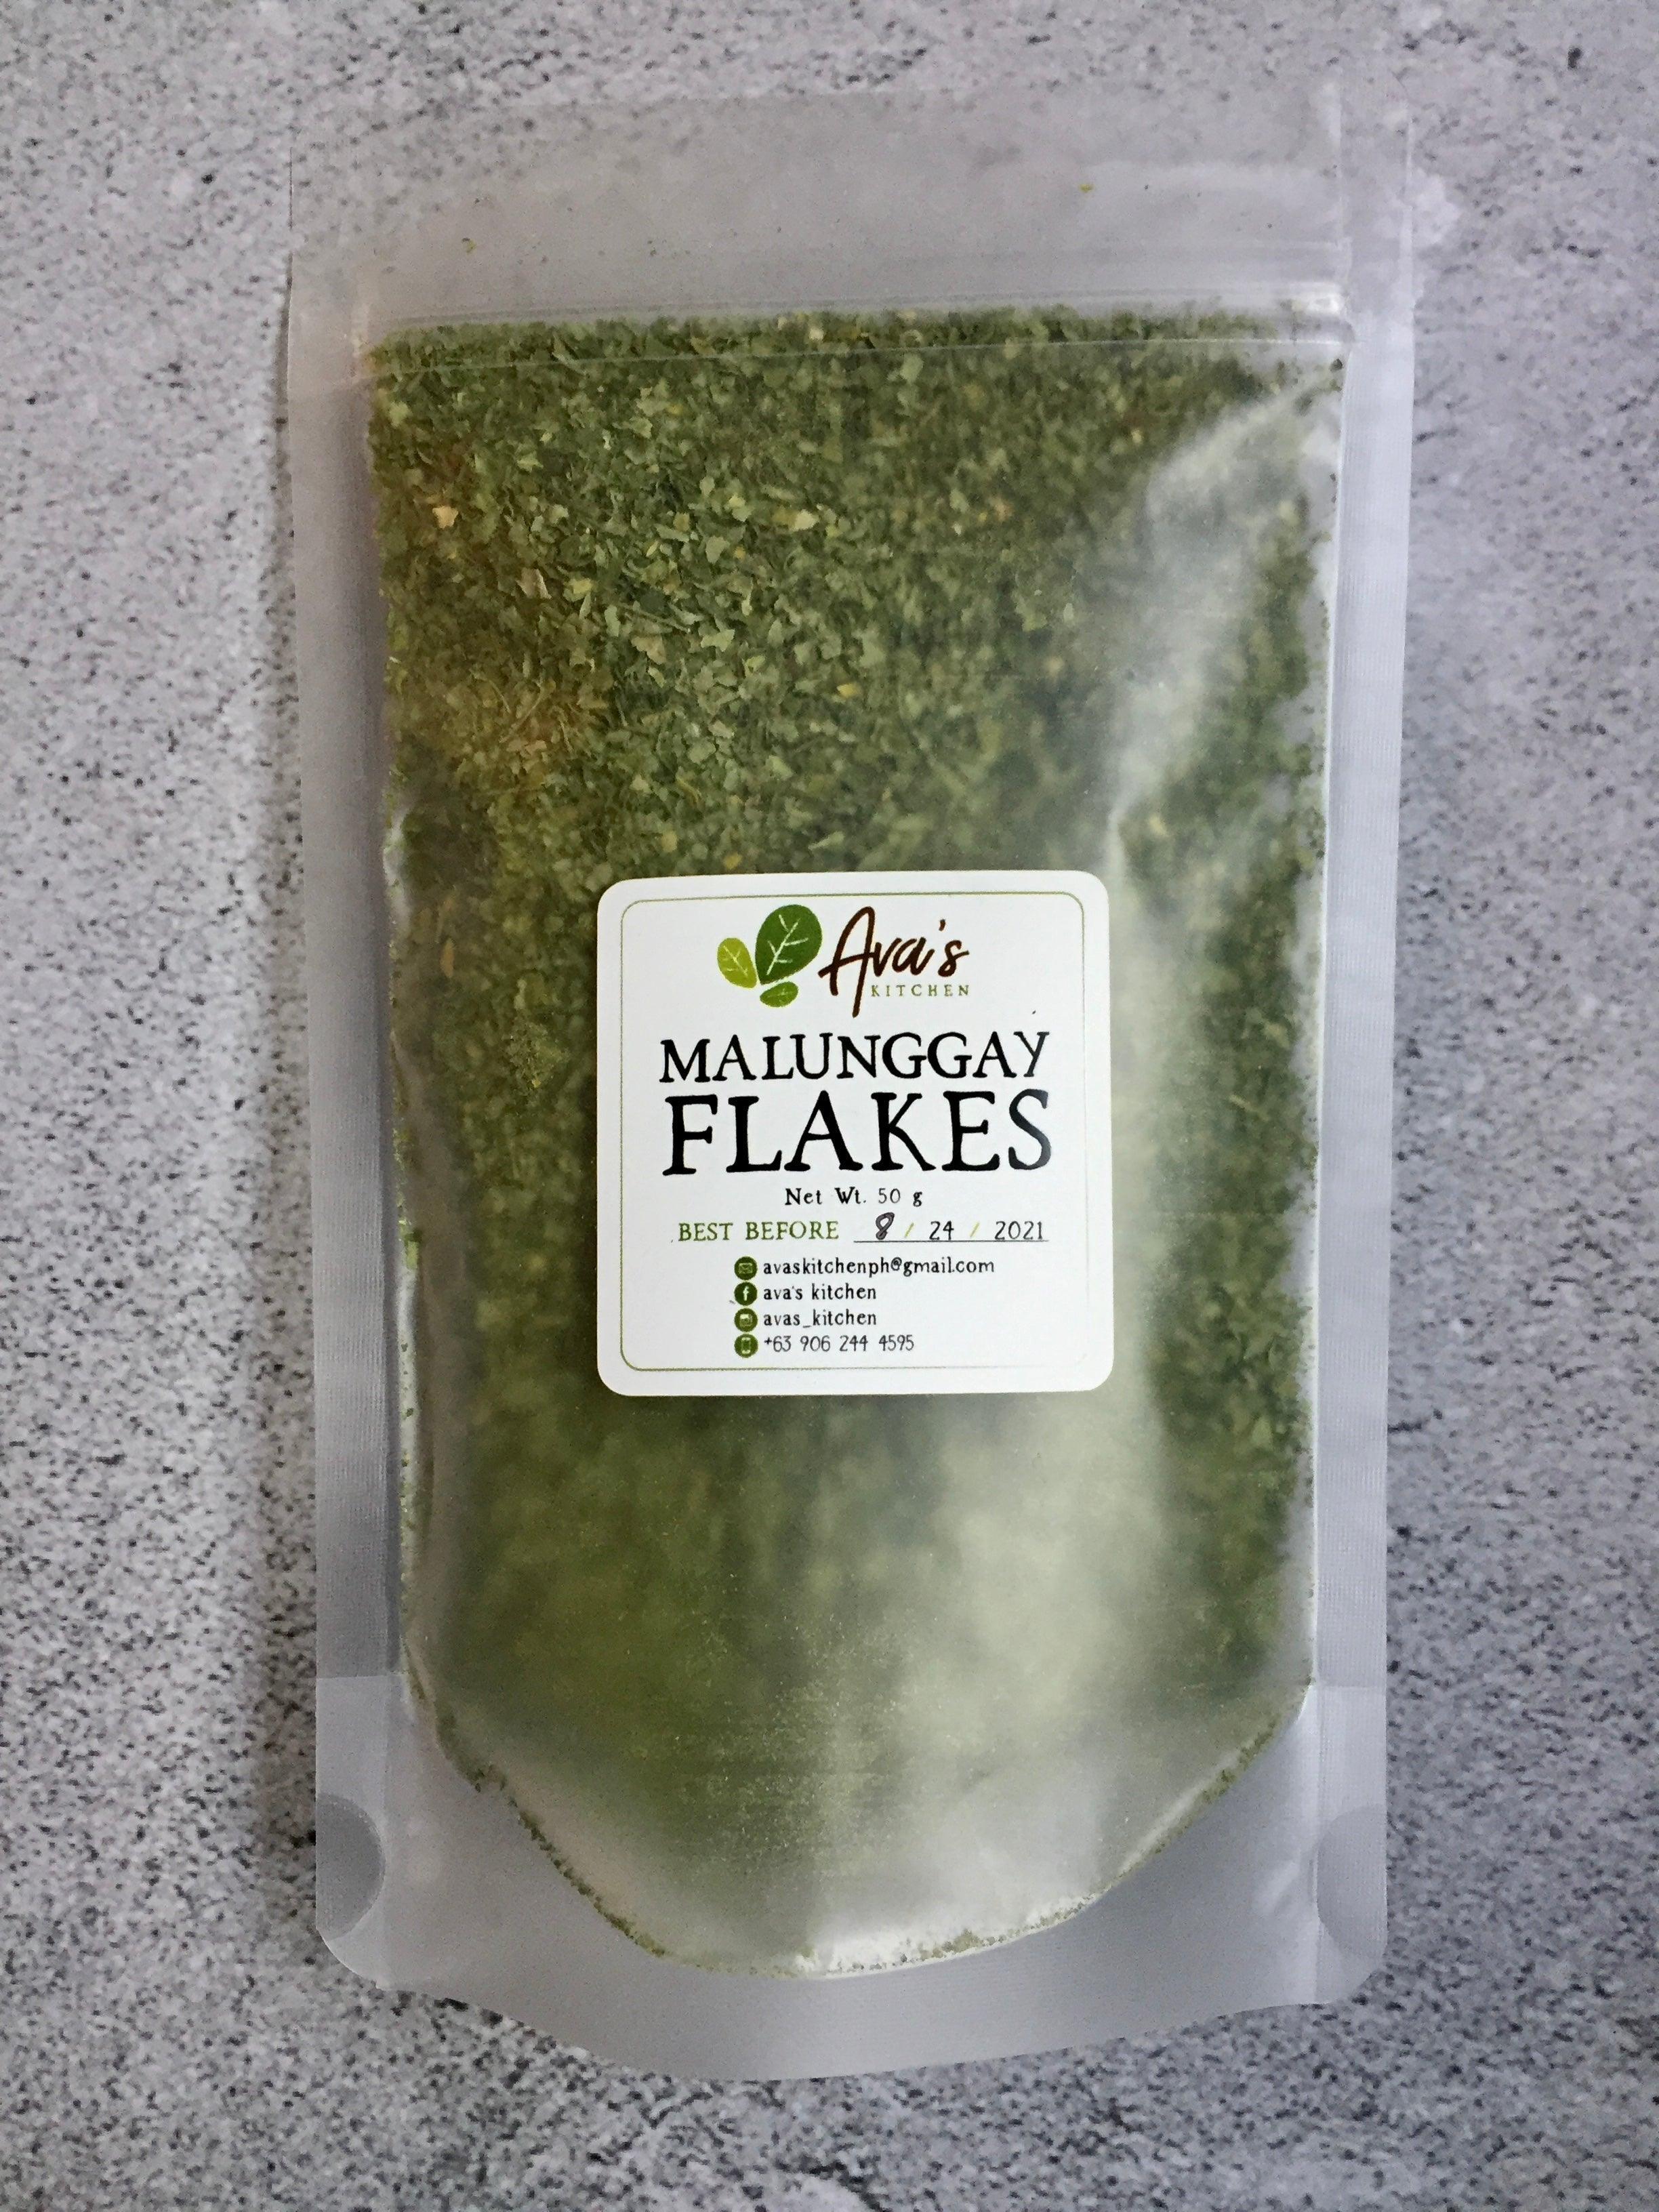 Ava's
KITCHEN
MALUNGGAY
FLAKES
Net Wt. 50 g
BEST BEFORE 8 / 24 / 2021
avaskitchenph@gmail.com
ava's kitchen
avas_kitchen
+63 906 244 4595